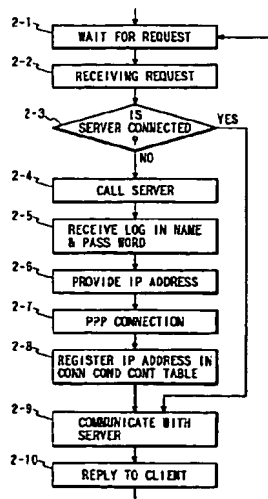 2-1
WAIT FOR REQUEST
2-2
RECEIVING REQUEST
2-3
IS
SERVER CONNECTED
YES
NO
2-4
CALL SERVER
2-5
RECEIVE LOG IN NAME
& PASS WORD
2-6
PROVIDE IP ADDRESS
2-7
PPP CONNECTION
2-8
REGISTER IP ADDRESS IN
CONN COMD CONT TABLE
2-9
COMMUNICATE WITH
SERVER
2-10
REPLY TO CLIENT